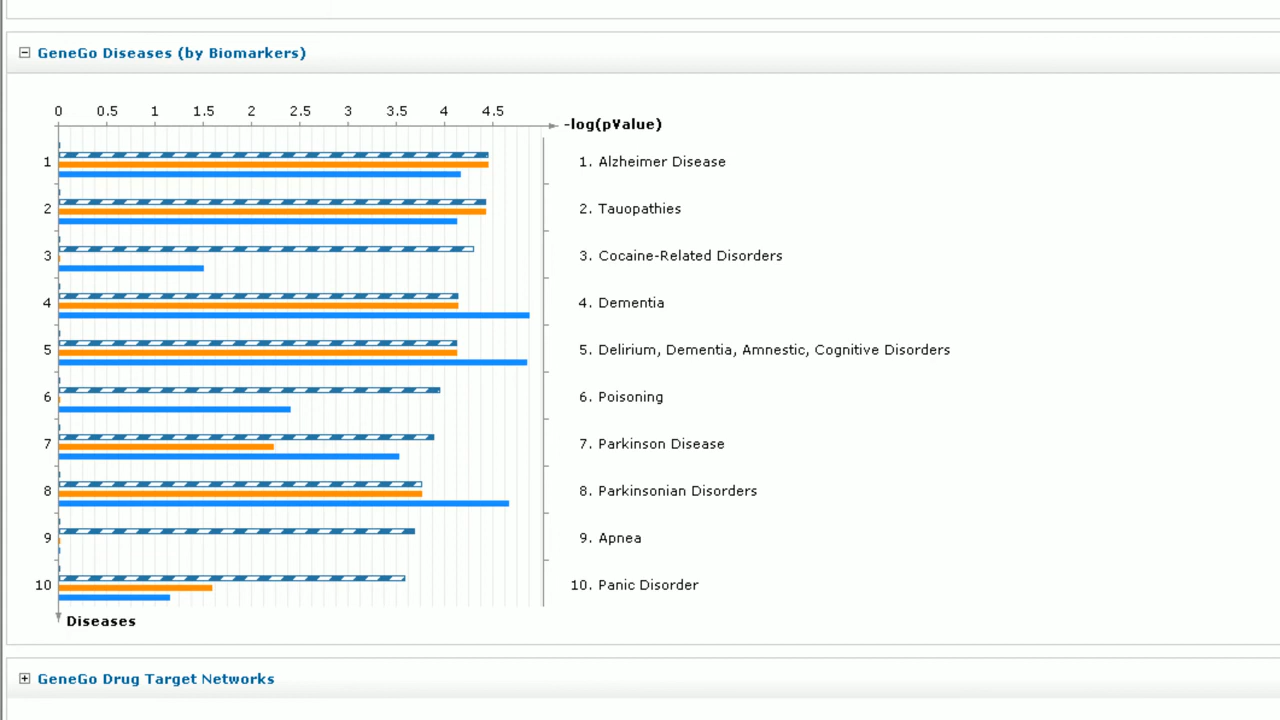 GeneGo Diseases (by Biomarkers)
0 0.5 1 1.5 2 2.5 3 3.5 4 4.5
-log(pValue)
1 1. Alzheimer Disease
2 2. Tauopathies
3 3. Cocaine-Related Disorders
4 4. Dementia
5 5. Delirium, Dementia, Amnestic, Cognitive Disorders
6 6. Poisoning
7 7. Parkinson Disease
8 8. Parkinsonian Disorders
9 9. Apnea
10 10. Panic Disorder
Diseases
GeneGo Drug Target Networks